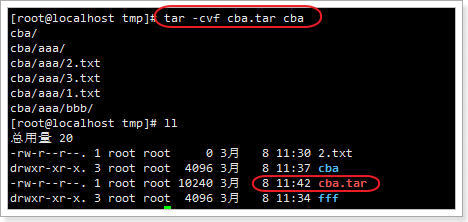 [root@localhost tmp]# tar -cvf cba.tar cba
cba/
cba/aaa/
cba/aaa/2.txt
cba/aaa/3.txt
cba/aaa/1.txt
cba/aaa/bbb/
[root@localhost tmp]# ll
总用量 20
-rw-r--r--. 1 root root     0 3月   8 11:30 2.txt
drwxr-xr-x. 3 root root  4096 3月   8 11:37 cba
-rw-r--r--. 1 root root 10240 3月   8 11:42 cba.tar
drwxr-xr-x. 3 root root  4096 3月   8 11:34 fff